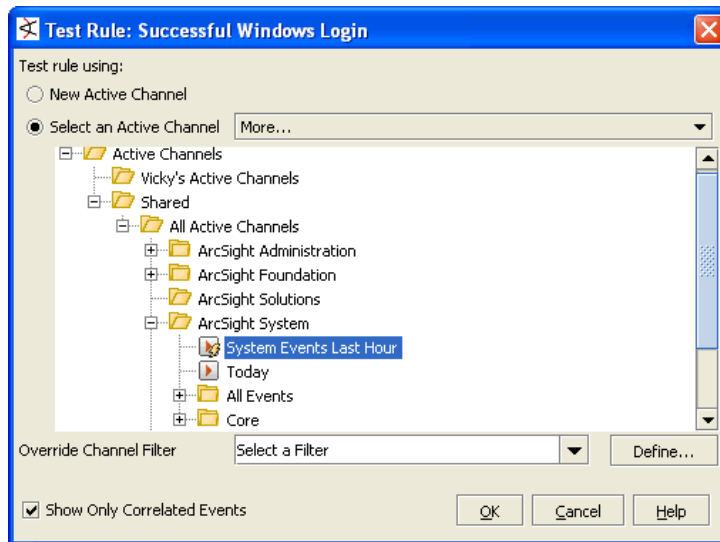 Test Rule: Successful Windows Login
Test rule using:
New Active Channel
Select an Active Channel More...
Active Channels
Vicky's Active Channels
Shared
All Active Channels
ArcSight Administration
ArcSight Foundation
ArcSight Solutions
ArcSight System
System Events Last Hour
Today
All Events
Core
Override Channel Filter Select a Filter Define...
Show Only Correlated Events OK Cancel Help